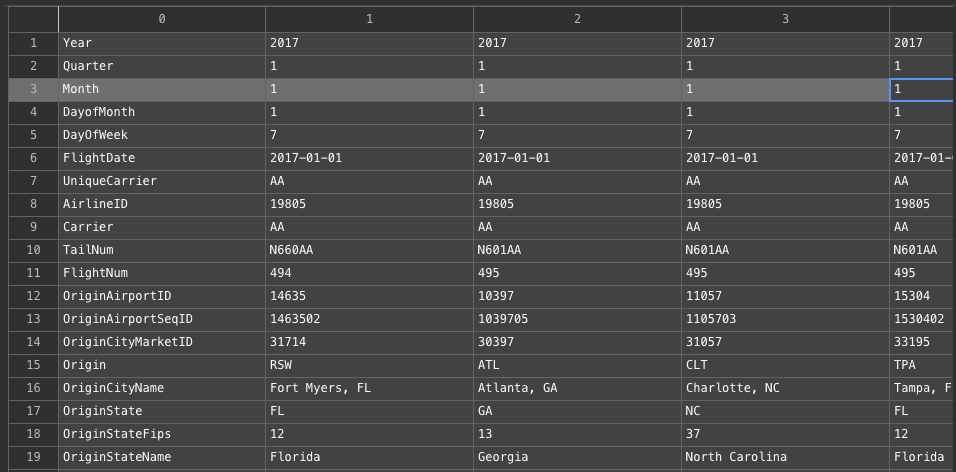 0 1 2 3
1 Year 2017 2017 2017 2017
2 Quarter 1 1 1 1
3 Month 1 1 1 1
4 DayofMonth 1 1 1 1
5 DayOfWeek 7 7 7 7
6 FlightDate 2017-01-01 2017-01-01 2017-01-01 2017-01-
7 UniqueCarrier AA AA AA AA
8 AirlineID 19805 19805 19805 19805
9 Carrier AA AA AA AA
10 TailNum N660AA N601AA N601AA N601AA
11 FlightNum 494 495 495 495
12 OriginAirportID 14635 10397 11057 15304
13 OriginAirportSeqID 1463502 1039705 1105703 1530402
14 OriginCityMarketID 31714 30397 31057 33195
15 Origin RSW ATL CLT TPA
16 OriginCityName Fort Myers, FL Atlanta, GA Charlotte, NC Tampa, F
17 OriginState FL GA NC FL
18 OriginStateFips 12 13 37 12
19 OriginStateName Florida Georgia North Carolina Florida